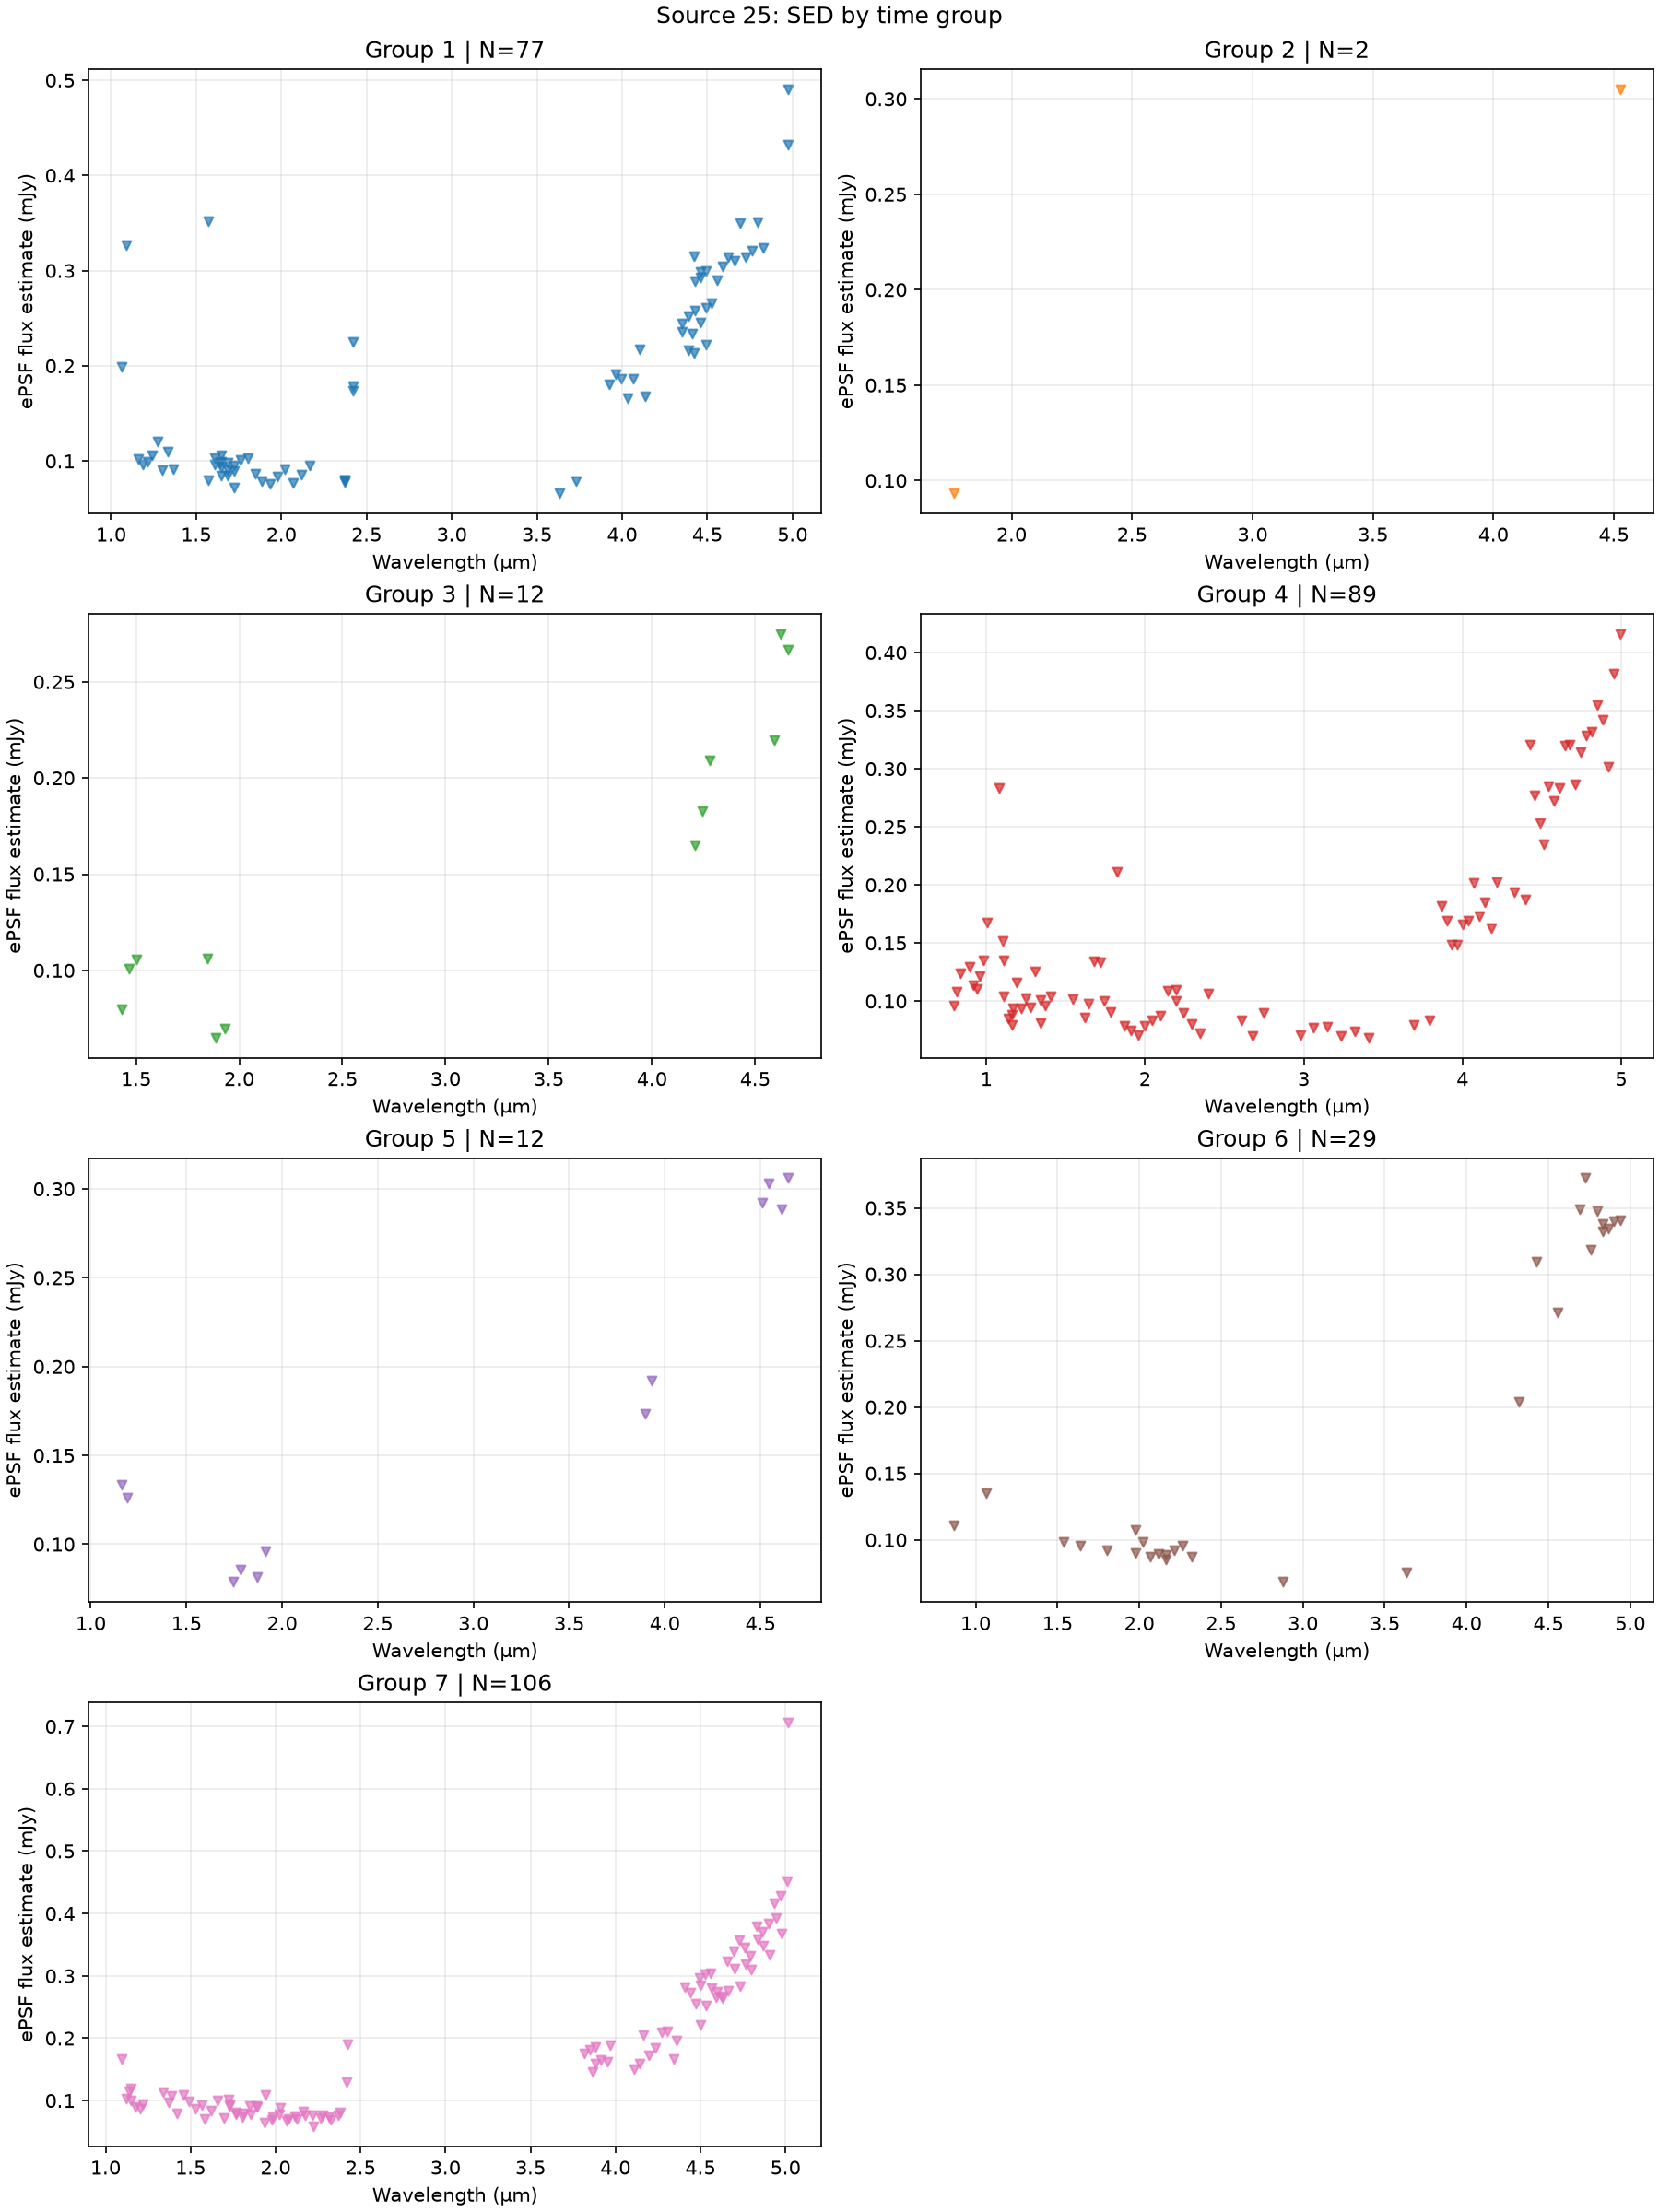 Source 25: SED by time group
Group 1 | N=77
0.5
0.4
0.3
0.2
0.1
ePSF flux estimate (mJy)
1.0 1.5 2.0 2.5 3.0 3.5 4.0 4.5 5.0
Wavelength (µm)
Group 2 | N=2
0.30
0.25
0.20
0.15
0.10
ePSF flux estimate (mJy)
2.0 2.5 3.0 3.5 4.0 4.5
Wavelength (µm)
Group 3 | N=12
0.25
0.20
0.15
0.10
ePSF flux estimate (mJy)
1.5 2.0 2.5 3.0 3.5 4.0 4.5
Wavelength (µm)
Group 4 | N=89
0.40
0.35
0.30
0.25
0.20
0.15
0.10
ePSF flux estimate (mJy)
1 2 3 4 5
Wavelength (µm)
Group 5 | N=12
0.30
0.25
0.20
0.15
0.10
ePSF flux estimate (mJy)
1.0 1.5 2.0 2.5 3.0 3.5 4.0 4.5
Wavelength (µm)
Group 6 | N=29
0.35
0.30
0.25
0.20
0.15
0.10
ePSF flux estimate (mJy)
1.0 1.5 2.0 2.5 3.0 3.5 4.0 4.5 5.0
Wavelength (µm)
Group 7 | N=106
0.7
0.6
0.5
0.4
0.3
0.2
0.1
ePSF flux estimate (mJy)
1.0 1.5 2.0 2.5 3.0 3.5 4.0 4.5 5.0
Wavelength (µm)